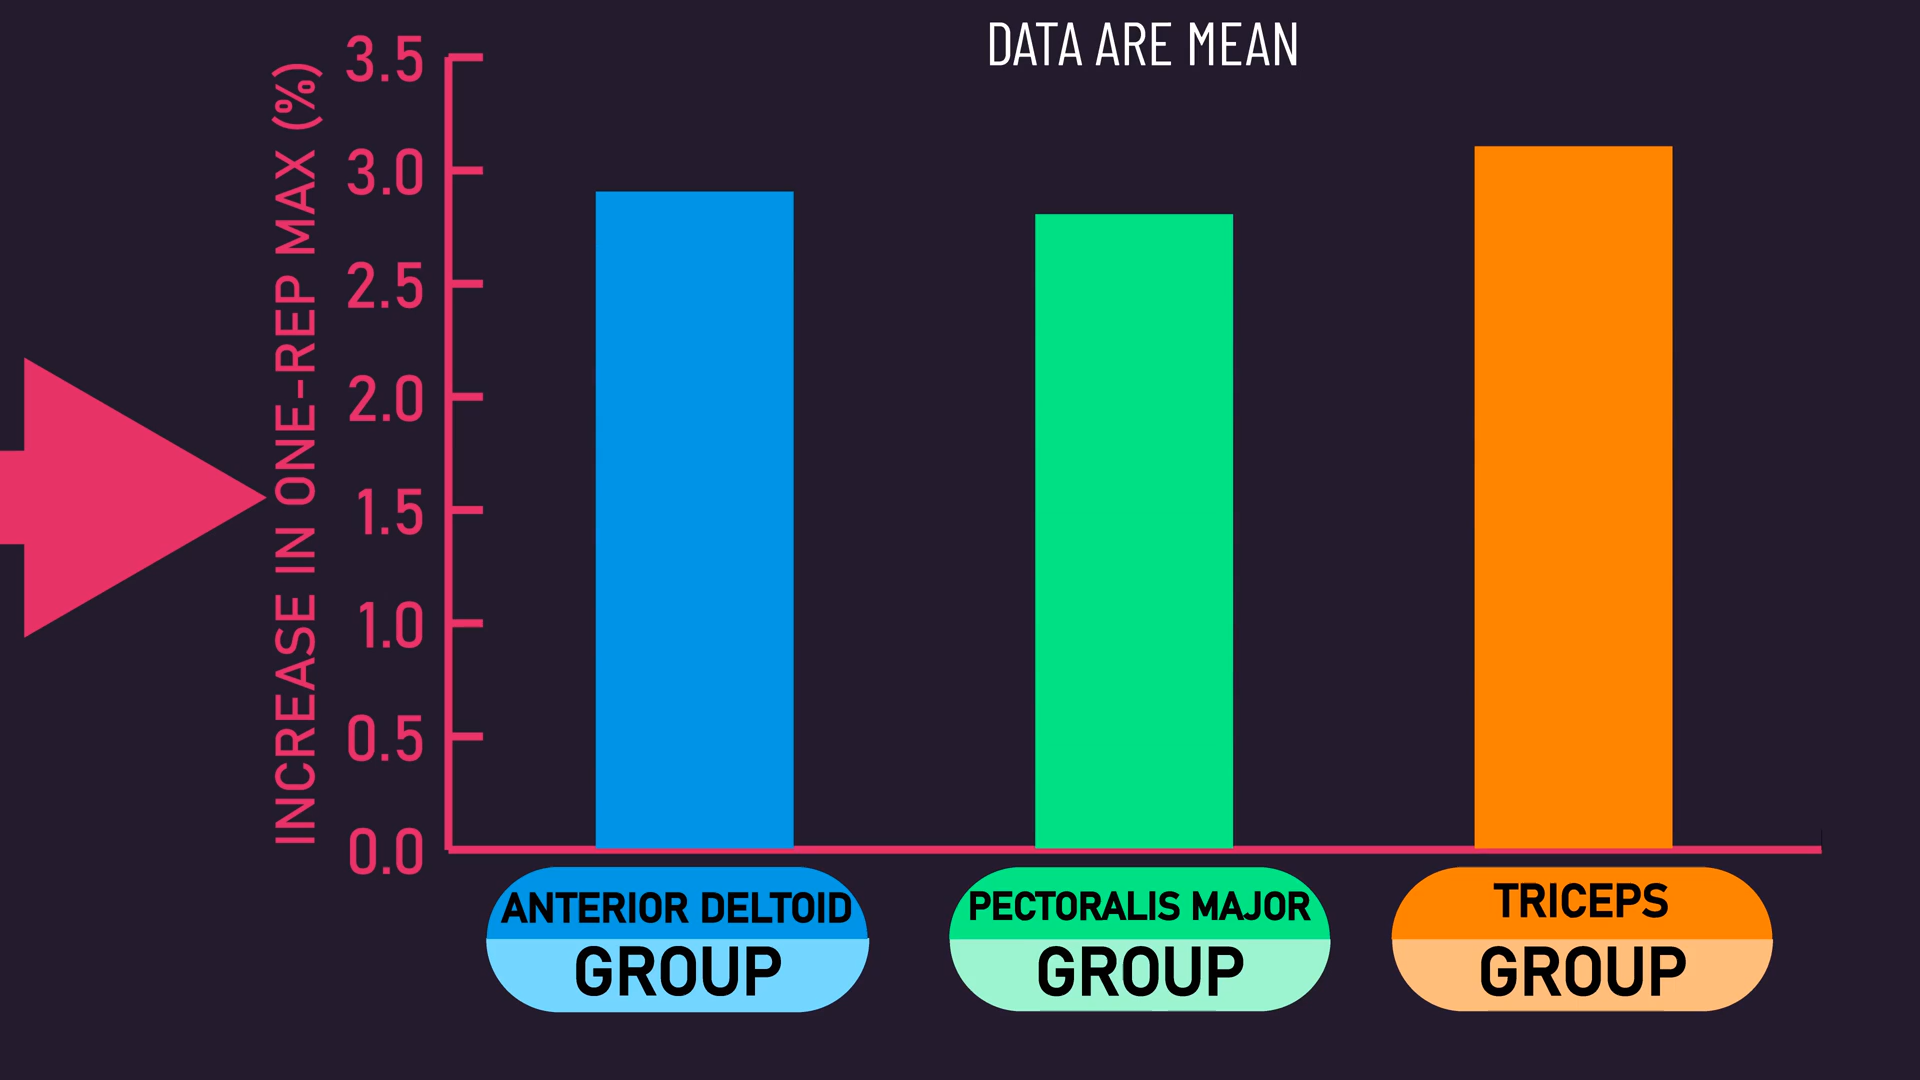 DATA ARE MEAN
INCREASE IN ONE-REP MAX (%)
3.5
3.0
2.5
2.0
1.5
1.0
0.5
0.0
ANTERIOR DELTOID
GROUP
PECTORALIS MAJOR
GROUP
TRICEPS
GROUP